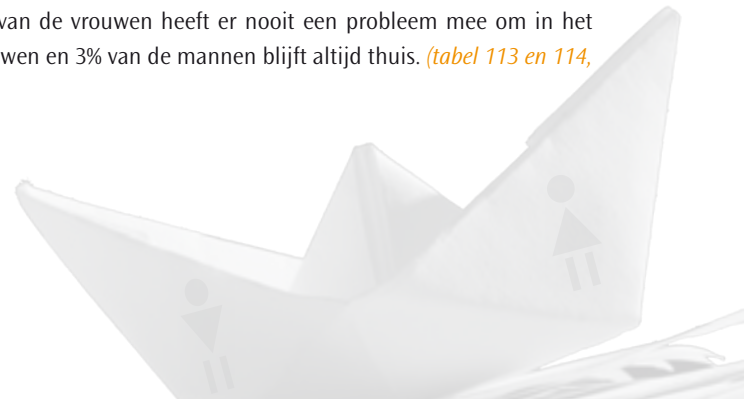 van de vrouwen heeft er nooit een probleem mee om in het
wen en 3% van de mannen blijft altijd thuis. (tabel 113 en 114,